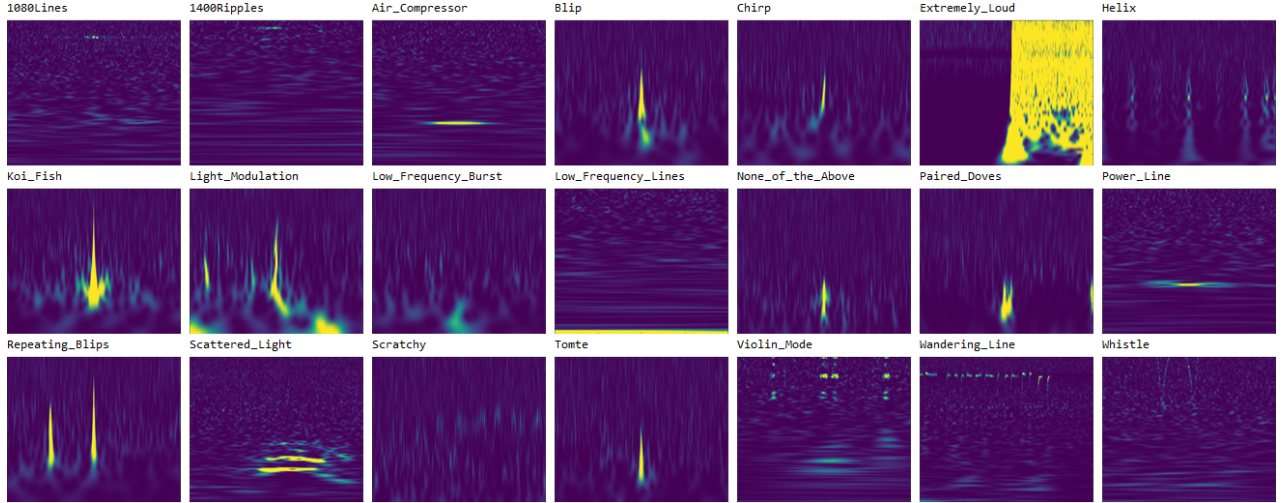 1080Lines 1400Ripples Air_Compressor Blip Chirp Extremely_Loud Helix
Koi_Fish Light_Modulation Low_Frequency_Burst Low_Frequency_Lines None_of_the_Above Paired_Doves Power_Line
Repeating_Blips Scattered_Light Scratchy Tomte Violin_Mode Wandering_Line Whistle